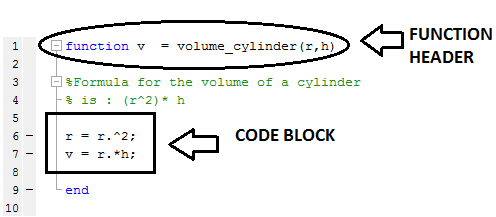 1 function v = volume_cylinder(r,h)
FUNCTION
HEADER
2
3 %Formula for the volume of a cylinder
4 % is : (r^2)* h
5
6 r = r.^2;
CODE BLOCK
7 v = r.*h;
8
9 end
10